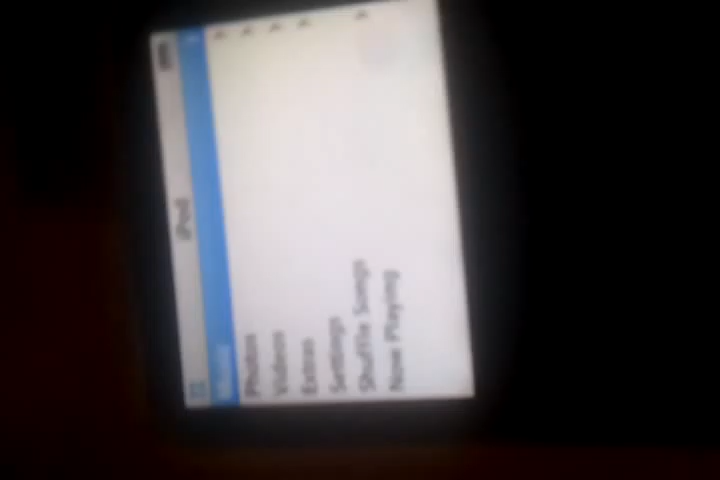 iPod
Music
Photos
Videos
Extras
Settings
Shuffle Songs
Now Playing